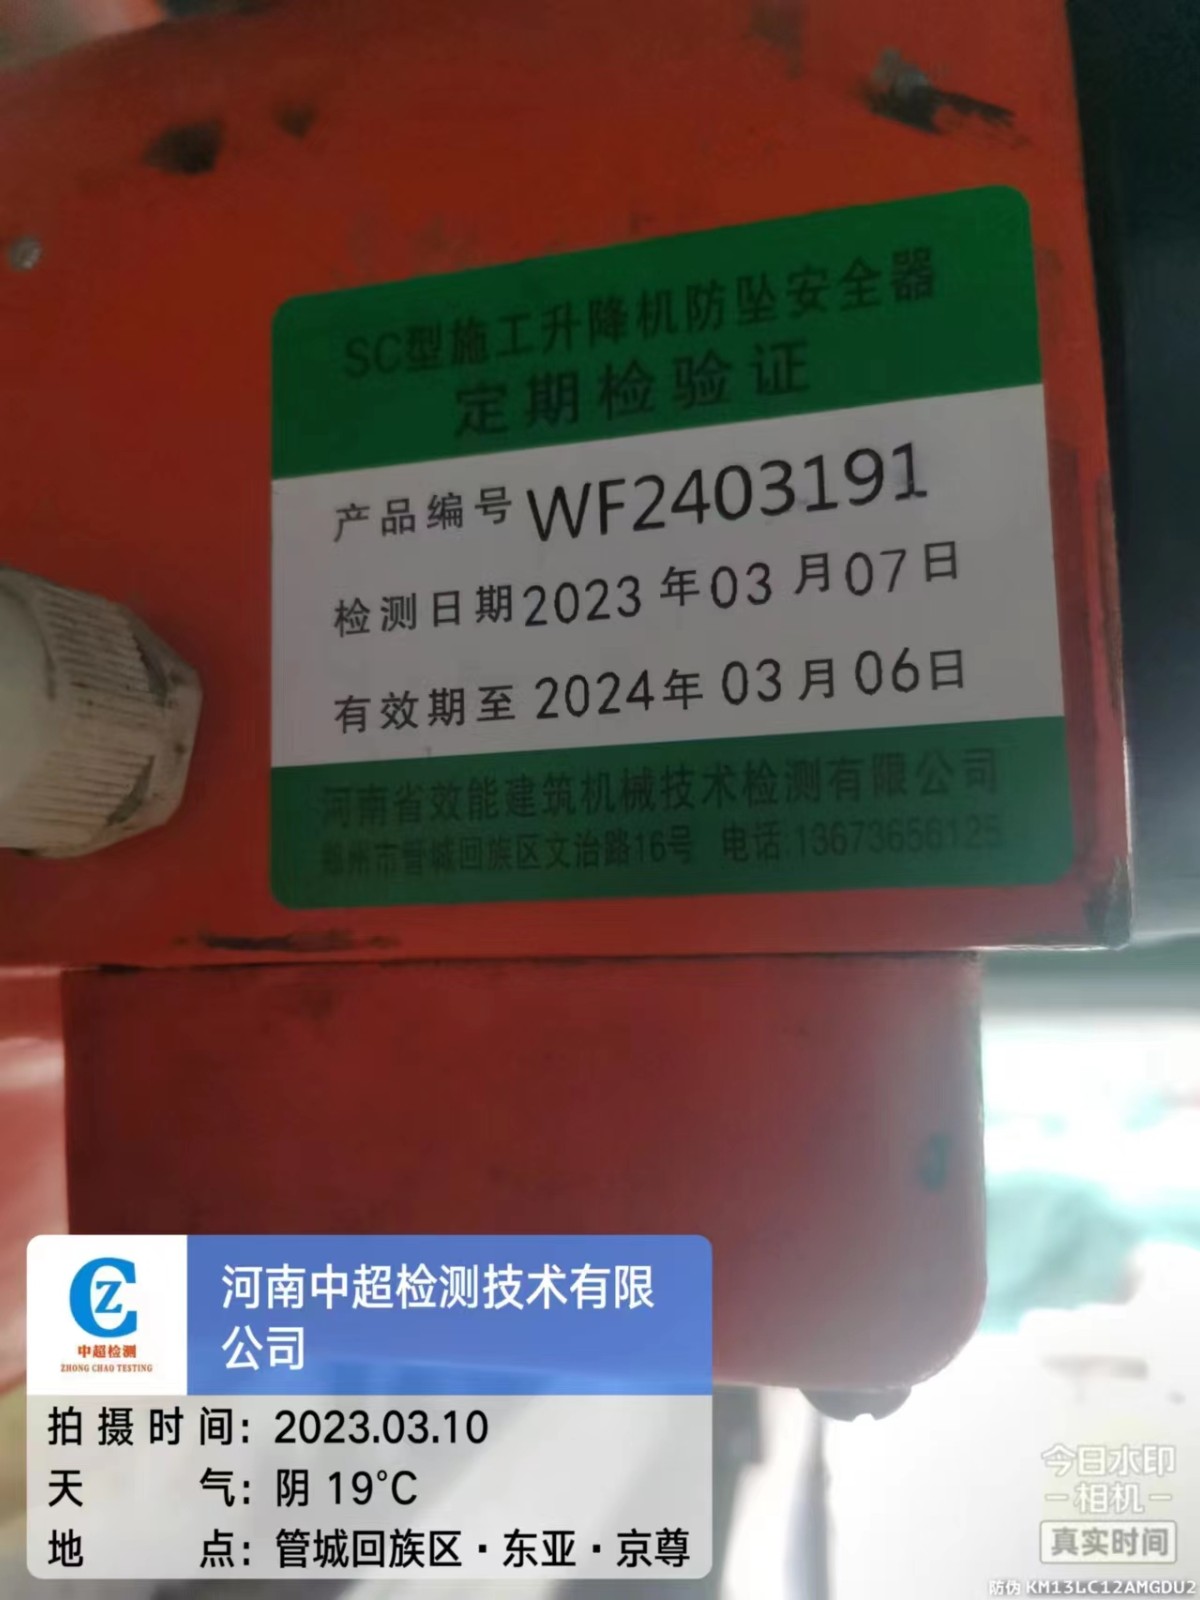 SC型施工升降机防坠安全器
定期检验证
产品编号 WF2403191
检测日期 2023 年 03 月 07 日
有效期至 2024 年 03 月 06 日
河南省效能建筑机械技术检测有限公司
郑州市管城回族区文治路16号 电话:13673656125
CZ
中超检测
ZHONG CHAO TESTING
河南中超检测技术有限
公司
拍摄时间: 2023.03.10
天气: 阴 19℃
地点: 管城回族区·东亚·京尊
今日水印
相机
真实时间
防伪 KM13LC12AMGDU2